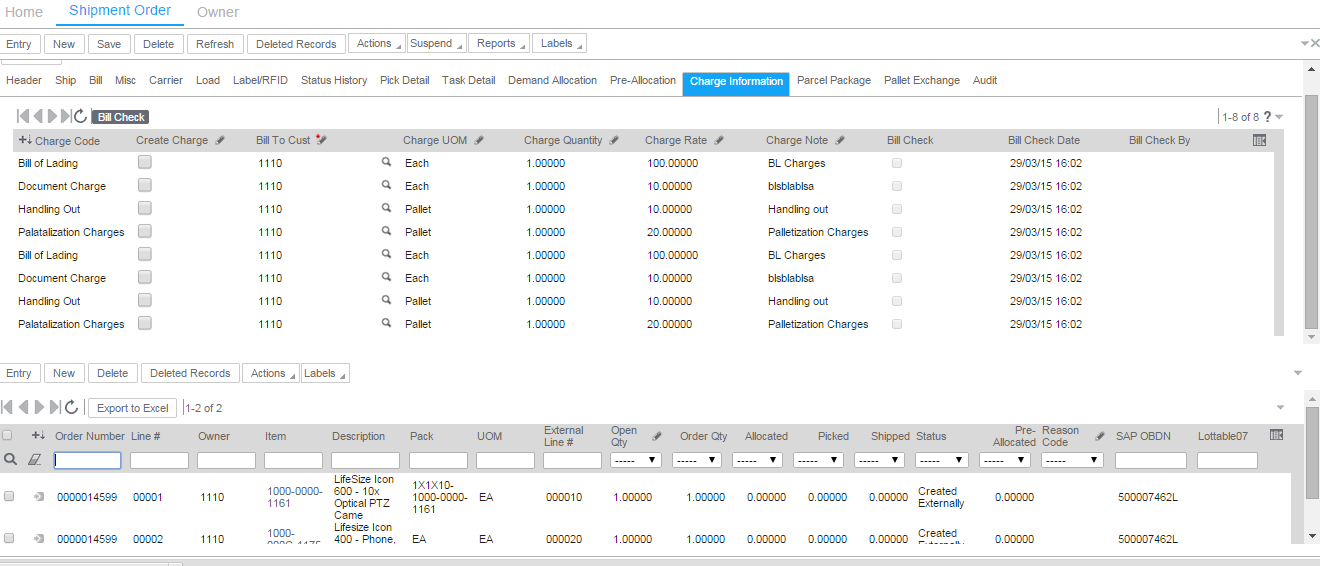 Home Shipment Order Owner
Entry New Save Delete Refresh Deleted Records Actions Suspend Reports Labels
Header Ship Bill Misc Carrier Load Label/RFID Status History Pick Detail Task Detail Demand Allocation Pre-Allocation Charge Information Parcel Package Pallet Exchange Audit
Bill Check 1-8 of 8 ?
Charge Code Create Charge Bill To Cust * Charge UOM Charge Quantity Charge Rate Charge Note Bill Check Bill Check Date Bill Check By
Bill of Lading 1110 Each 1.00000 100.00000 BL Charges 29/03/15 16:02
Document Charge 1110 Each 1.00000 10.00000 blsblablsa 29/03/15 16:02
Handling Out 1110 Pallet 1.00000 10.00000 Handling out 29/03/15 16:02
Palatalization Charges 1110 Pallet 1.00000 20.00000 Palletization Charges 29/03/15 16:02
Bill of Lading 1110 Each 1.00000 100.00000 BL Charges 29/03/15 16:02
Document Charge 1110 Each 1.00000 10.00000 blsblablsa 29/03/15 16:02
Handling Out 1110 Pallet 1.00000 10.00000 Handling out 29/03/15 16:02
Palatalization Charges 1110 Pallet 1.00000 20.00000 Palletization Charges 29/03/15 16:02
Entry New Delete Deleted Records Actions Labels
Export to Excel 1-2 of 2
Order Number Line # Owner Item Description Pack UOM External Line # Open Qty Order Qty Allocated Picked Shipped Status Pre-Allocated Reason Code SAP OBDN Lottable07
----- ----- ----- ----- ----- ----- ----- -----
0000014599 00001 1110 1000-0000-1161 LifeSize Icon 600 - 10x Optical PTZ Came 1X1X10-1000-0000-1161 EA 000010 1.00000 1.00000 0.00000 0.00000 0.00000 Created Externally 0.00000 500007462L
0000014599 00002 1110 1000- Lifesize Icon 400 - Phone, EA EA 000020 1.00000 1.00000 0.00000 0.00000 0.00000 Created Externally 0.00000 500007462L